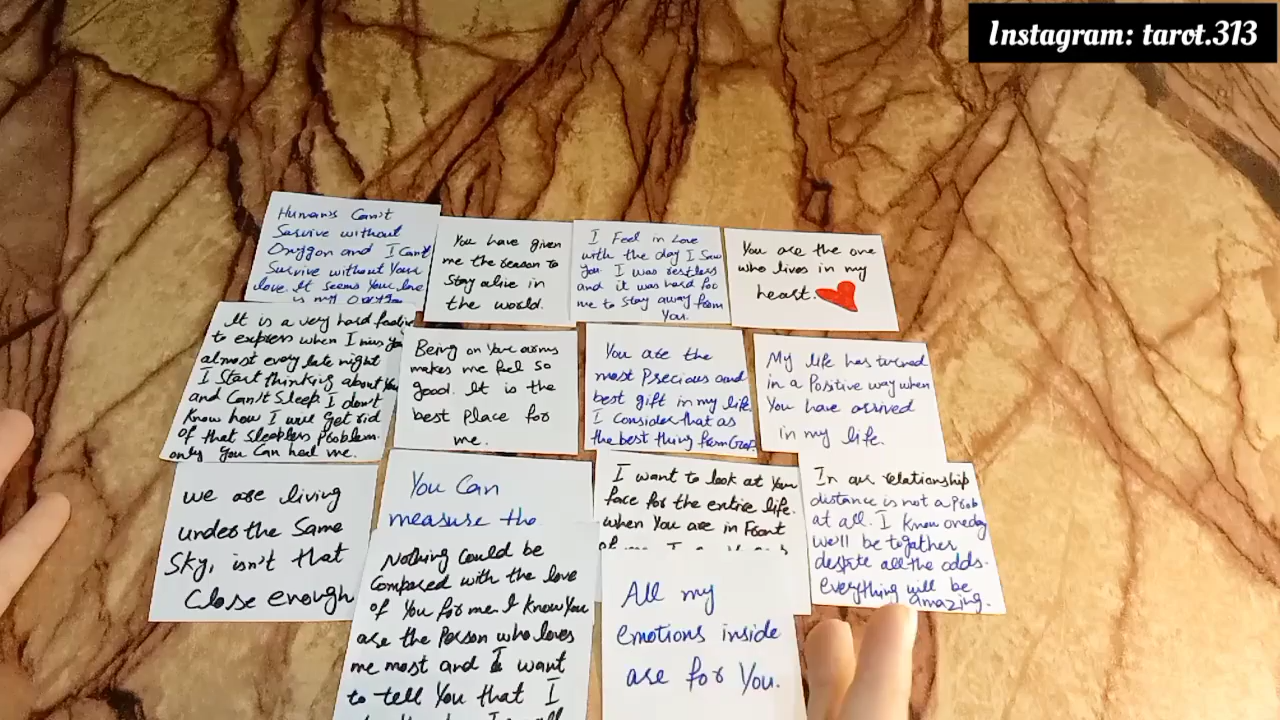 Instagram: tarot.313
Humans Can't
Survive without
Oxygon and I Can't
Survive without Your
love. It seems Your love
is my
You have given
me the reason to
stay alive in
the world.
I Feel in Love
with the day I Saw
you. I was restless
and it was hard for
me to stay away from
You.
You are the one
who lives in my
heart.
It is a very hard feeling
to express when I miss you
almost every late night
I Start thinking about You
and Can't Sleep. I don't
Know how I will Get rid
of that Sleepless Problem.
only You Can heal me.
Being on Your arms
makes me feel So
good. It is the
best Place for
me.
You are the
most Precious and
best gift in my life.
I Consider that as
the best thing from God.
My life has turned
in a Positive way when
You have arrived
in my life.
we are living
under the Same
Sky, isn't that
Close enough
You Can
measure the
Nothing Could be
Compared with the love
of You for me. I know You
are the Person who loves
me most and I want
to tell You that I
I want to look at Your
face for the entire life.
when You are in Front
All my
emotions inside
are for You.
In our relationship
distance is not a Prob
at all. I know oneday
we'll be together
despite all the odds.
everything will be
amazing.